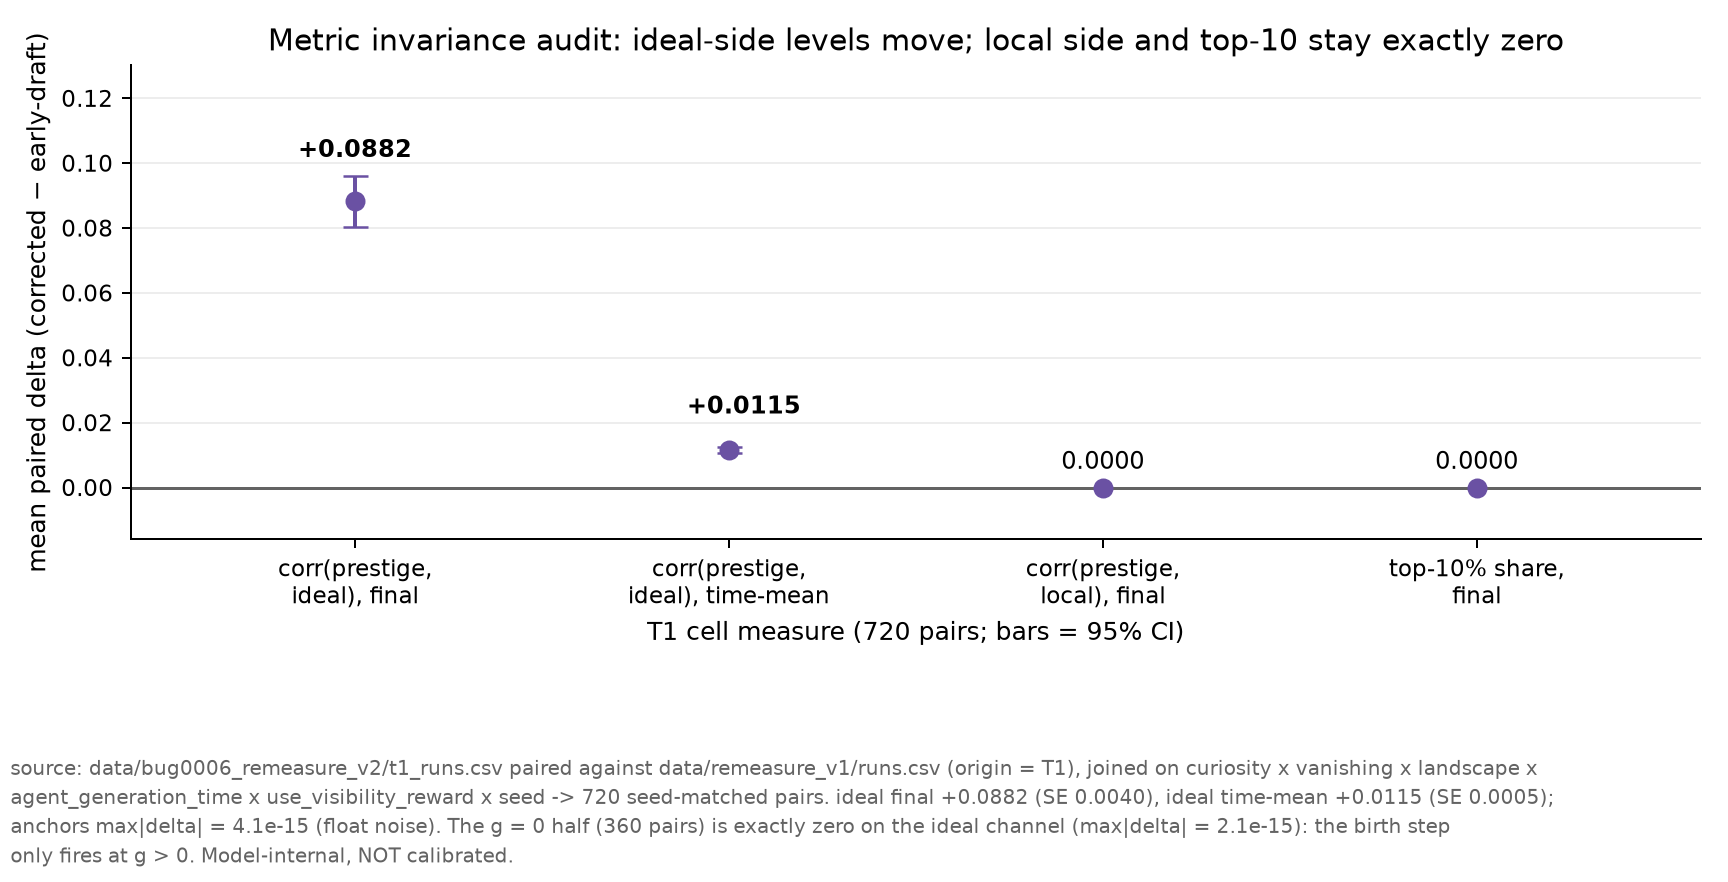 Metric invariance audit: ideal-side levels move; local side and top-10 stay exactly zero
mean paired delta (corrected − early-draft)
0.12
0.10
0.08
0.06
0.04
0.02
0.00
+0.0882
+0.0115
0.0000
0.0000
corr(prestige,
ideal), final
corr(prestige,
ideal), time-mean
corr(prestige,
local), final
top-10% share,
final
T1 cell measure (720 pairs; bars = 95% CI)
source: data/bug0006_remeasure_v2/t1_runs.csv paired against data/remeasure_v1/runs.csv (origin = T1), joined on curiosity x vanishing x landscape x
agent_generation_time x use_visibility_reward x seed -> 720 seed-matched pairs. ideal final +0.0882 (SE 0.0040), ideal time-mean +0.0115 (SE 0.0005);
anchors max|delta| = 4.1e-15 (float noise). The g = 0 half (360 pairs) is exactly zero on the ideal channel (max|delta| = 2.1e-15): the birth step
only fires at g > 0. Model-internal, NOT calibrated.